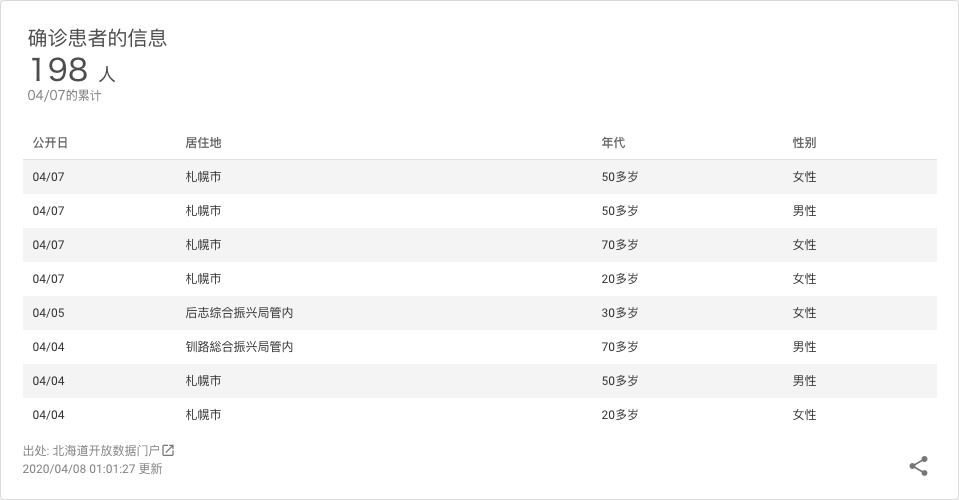 确诊患者的信息
198 人
04/07的累计
公开日 居住地 年代 性别
04/07 札幌市 50多岁 女性
04/07 札幌市 50多岁 男性
04/07 札幌市 70多岁 女性
04/07 札幌市 20多岁 女性
04/05 后志综合振兴局管内 30多岁 女性
04/04 钏路総合振兴局管内 70多岁 男性
04/04 札幌市 50多岁 男性
04/04 札幌市 20多岁 女性
出处: 北海道开放数据门户
2020/04/08 01:01:27 更新